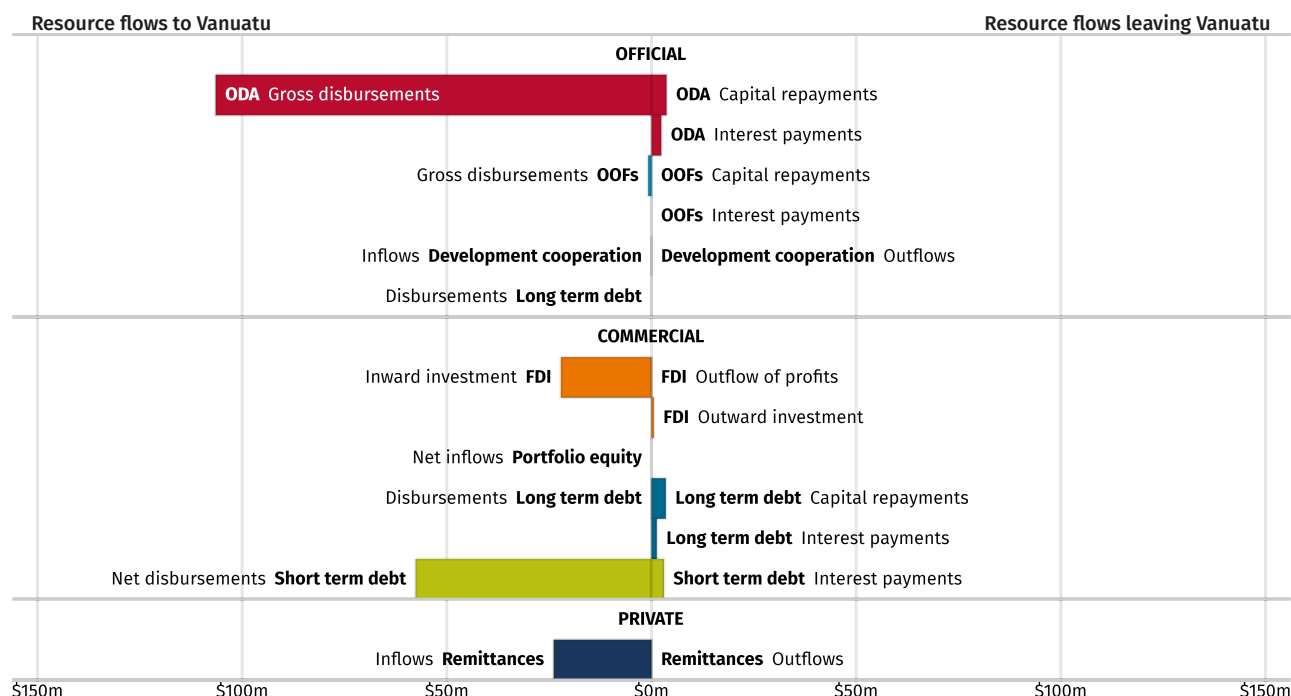 Resource flows to Vanuatu Resource flows leaving Vanuatu
OFFICIAL
ODA Gross disbursements ODA Capital repayments
ODA Interest payments
Gross disbursements OOFs OOFs Capital repayments
OOFs Interest payments
Inflows Development cooperation Development cooperation Outflows
Disbursements Long term debt
COMMERCIAL
Inward investment FDI FDI Outflow of profits
FDI Outward investment
Net inflows Portfolio equity
Disbursements Long term debt Long term debt Capital repayments
Long term debt Interest payments
Net disbursements Short term debt Short term debt Interest payments
PRIVATE
Inflows Remittances Remittances Outflows
$150m $100m $50m $0m $50m $100m $150m